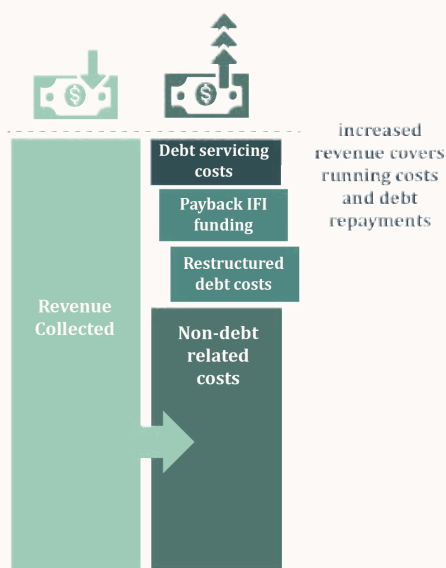 increased
revenue covers
running costs
and debt
repayments
Debt servicing
costs
Payback IFI
funding
Restructured
debt costs
Revenue
Collected
Non-debt
related
costs